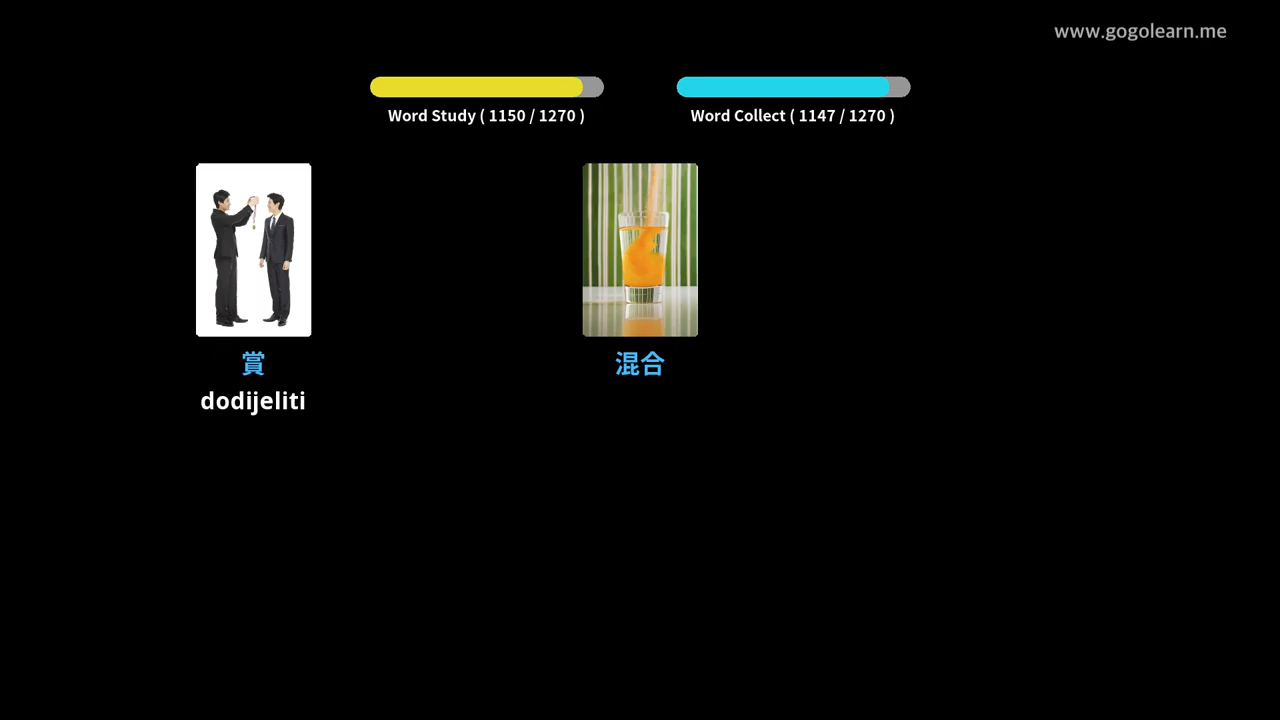 www.gogolearn.me
Word Study ( 1150 / 1270 )
Word Collect ( 1147 / 1270 )
賞
混合
dodijeliti